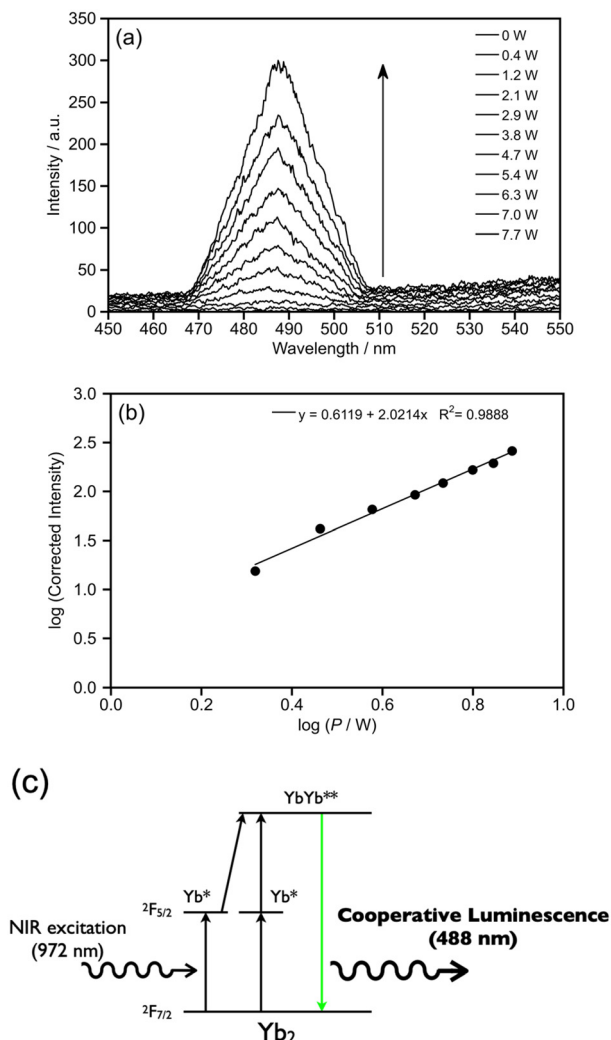 (a)
350
300
250
200
150
100
50
0
Intensity / a.u.
0 W
0.4 W
1.2 W
2.1 W
2.9 W
3.8 W
4.7 W
5.4 W
6.3 W
7.0 W
7.7 W
450 460 470 480 490 500 510 520 530 540 550
Wavelength / nm
(b)
y = 0.6119 + 2.0214x R²= 0.9888
3.0
2.5
2.0
1.5
1.0
0.5
0.0
log (Corrected Intensity)
0.0 0.2 0.4 0.6 0.8 1.0
log (P / W)
(c)
YbYb**
Yb* Yb*
²F5/2
NIR excitation
(972 nm)
Cooperative Luminescence
(488 nm)
²F7/2
Yb₂